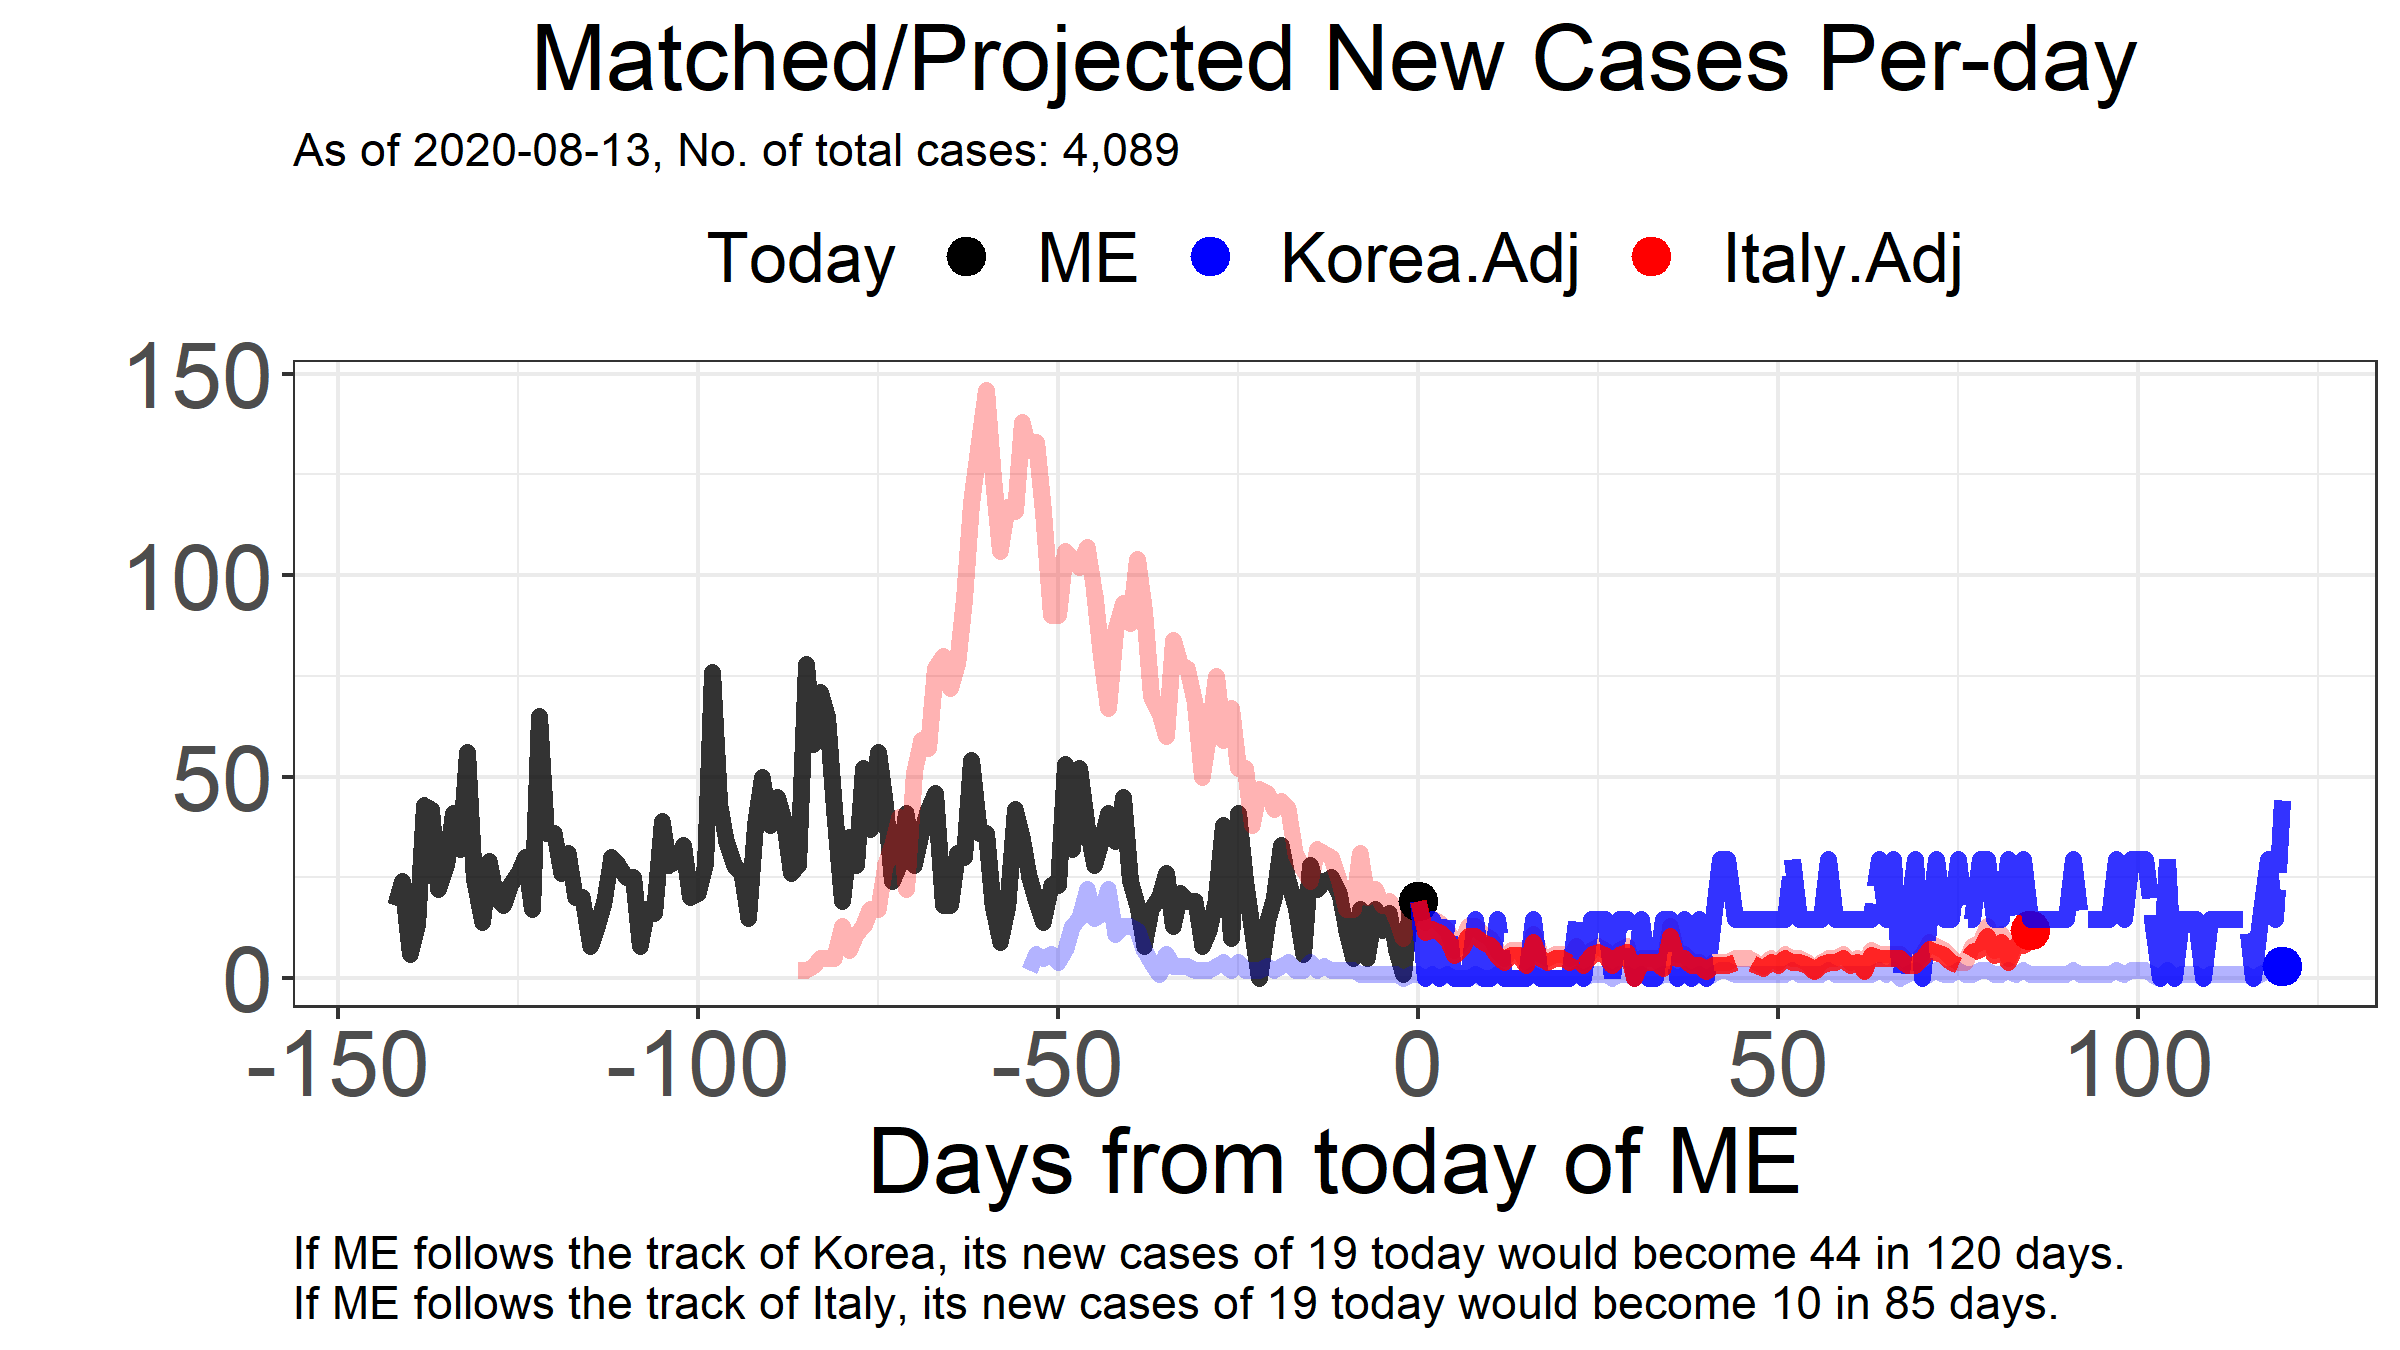 Matched/Projected New Cases Per-day
As of 2020-08-13, No. of total cases: 4,089
Today ME Korea.Adj Italy.Adj
150
100
50
0
-150 -100 -50 0 50 100
Days from today of ME
If ME follows the track of Korea, its new cases of 19 today would become 44 in 120 days.
If ME follows the track of Italy, its new cases of 19 today would become 10 in 85 days.